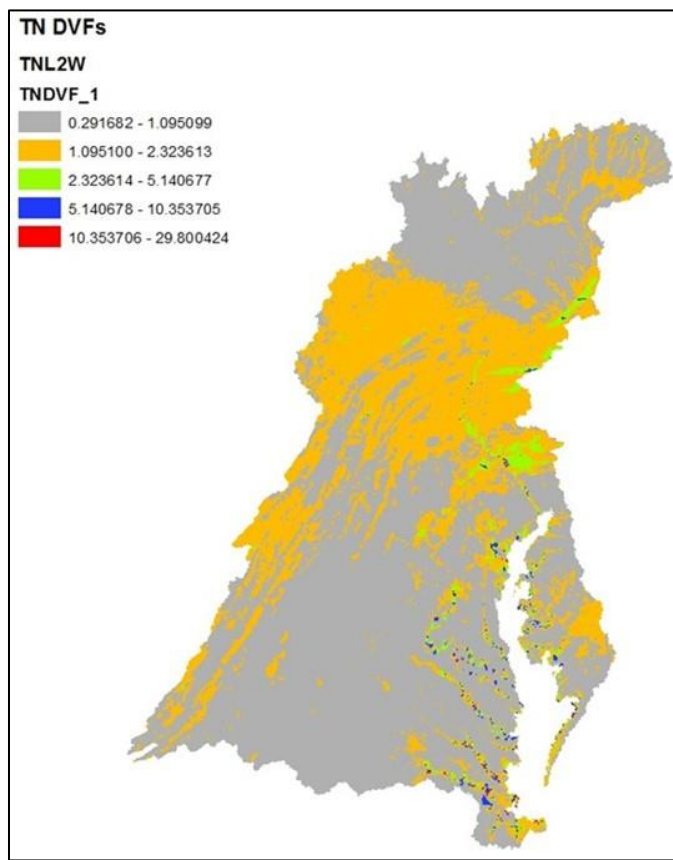 TN DVFs
TNL2W
TNDVF_1
0.291682 - 1.095099
1.095100 - 2.323613
2.323614 - 5.140677
5.140678 - 10.353705
10.353706 - 29.800424